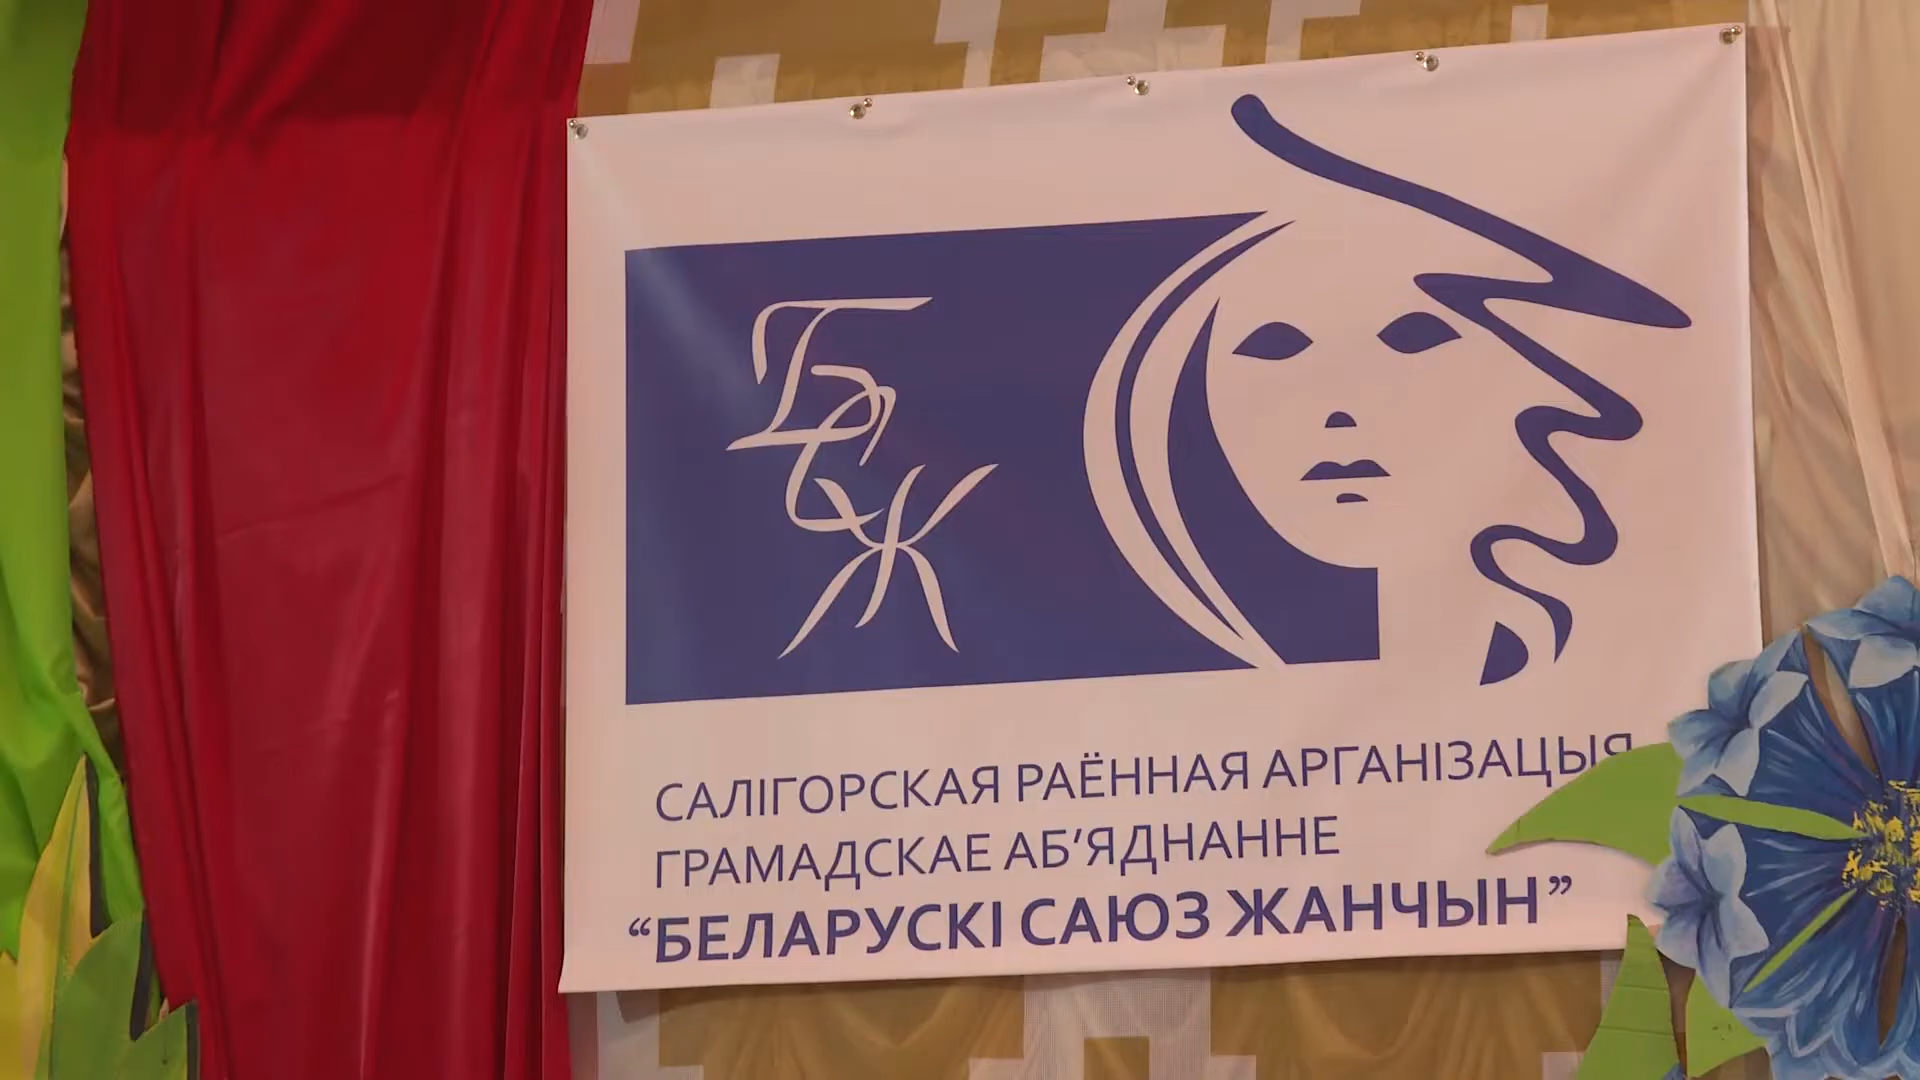 БСЖ
САЛІГОРСКАЯ РАЁННАЯ АРГАНІЗАЦЫЯ
ГРАМАДСКАЕ АБ’ЯДНАННЕ
“БЕЛАРУСКІ САЮЗ ЖАНЧЫН”